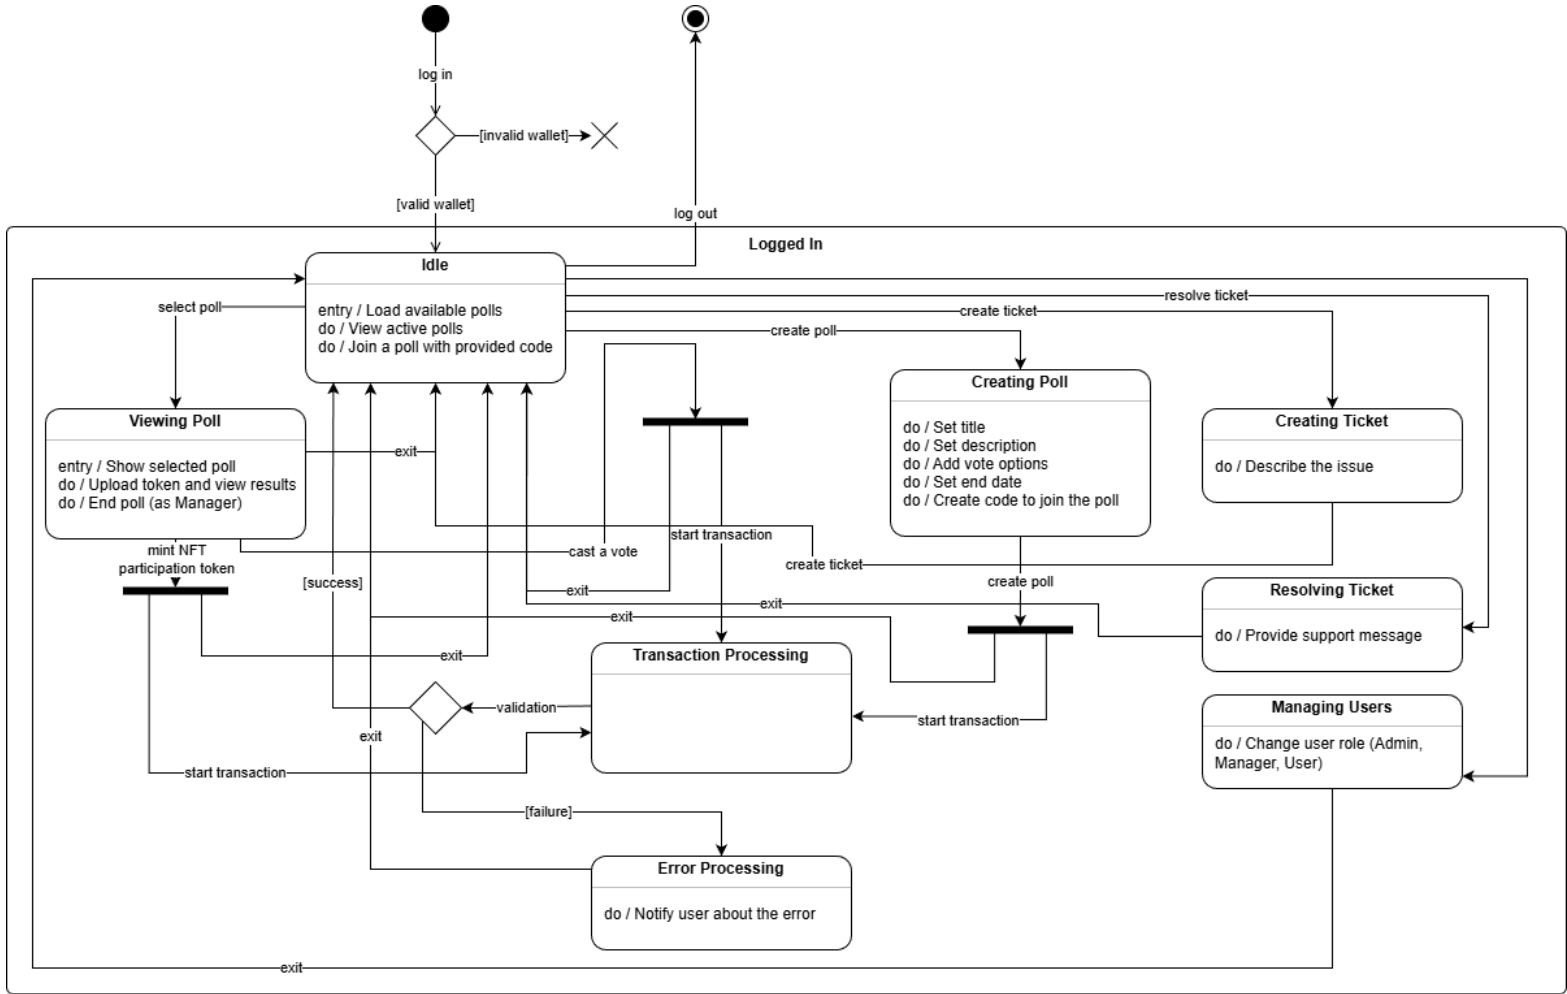 log in
[invalid wallet]
[valid wallet]
log out
Logged In
Idle
entry / Load available polls
do / View active polls
do / Join a poll with provided code
select poll
resolve ticket
create ticket
create poll
Viewing Poll
entry / Show selected poll
do / Upload token and view results
do / End poll (as Manager)
exit
Creating Poll
do / Set title
do / Set description
do / Add vote options
do / Set end date
do / Create code to join the poll
Creating Ticket
do / Describe the issue
mint NFT
participation token
cast a vote
start transaction
create ticket
[success]
exit
create poll
exit
exit
Resolving Ticket
do / Provide support message
exit
Transaction Processing
validation
start transaction
Managing Users
do / Change user role (Admin,
Manager, User)
exit
start transaction
[failure]
Error Processing
do / Notify user about the error
exit